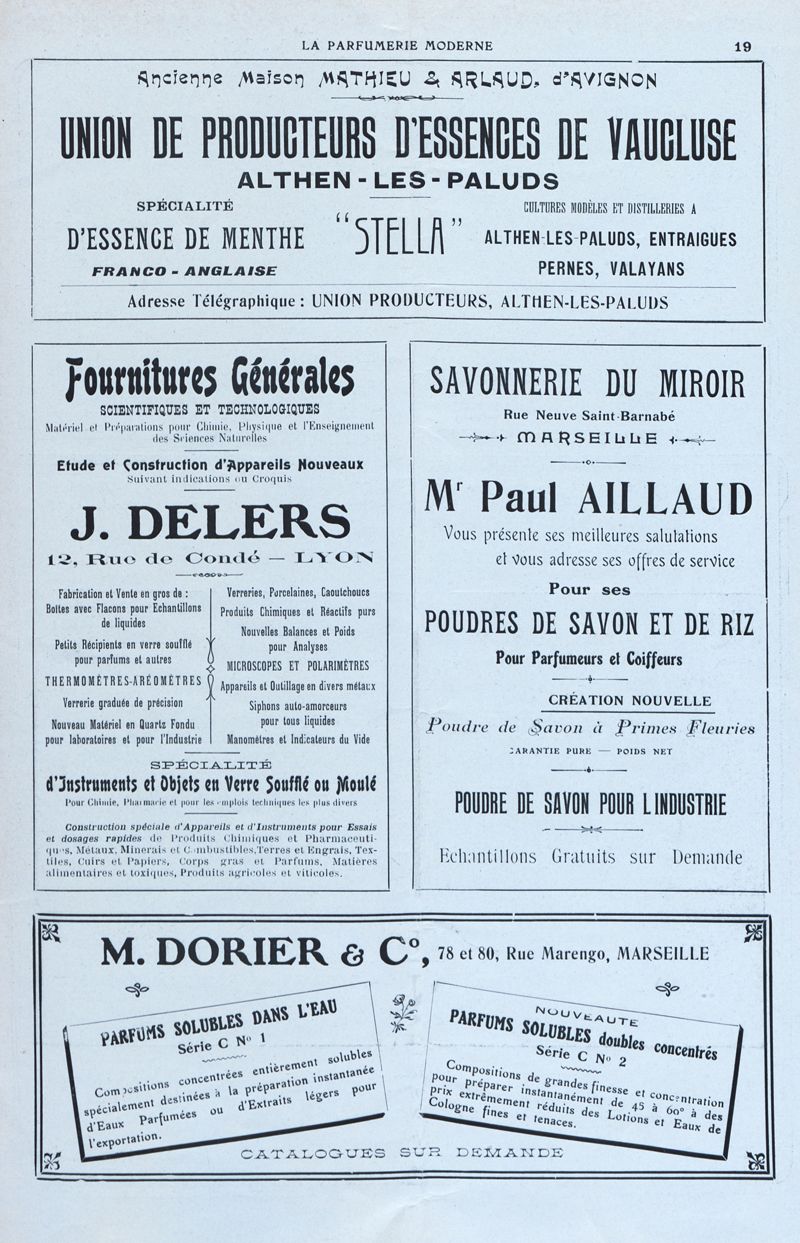 LA PARFUMERIE MODERNE
19
Ancienne Maison MATHIEU & ARLAUD, d'AVIGNON
UNION DE PRODUCTEURS D'ESSENCES DE VAUCLUSE
ALTHEN-LES-PALUDS
SPÉCIALITÉ
D'ESSENCE DE MENTHE
FRANCO-ANGLAISE
"STELLA"
CULTURES MODÈLES ET DISTILLERIES A
ALTHEN-LES-PALUDS, ENTRAIGUES
PERNES, VALAYANS
Adresse Télégraphique : UNION PRODUCTEURS, ALTHEN-LES-PALUDS
Fournitures Générales
SCIENTIFIQUES ET TECHNOLOGIQUES
Matériel et Préparations pour Chimie, Physique et l'Enseignement
des Sciences Naturelles
Etude et Construction d'Appareils Nouveaux
Suivant indications ou Croquis
J. DELERS
12, Rue de Condé — LYON
Fabrication et Vente en gros de :
Boîtes avec Flacons pour Echantillons
de liquides
Petits Récipients en verre soufflé
pour parfums et autres
THERMOMÈTRES-ARÉOMÈTRES
Verrerie graduée de précision
Nouveau Matériel en Quartz Fondu
pour laboratoires et pour l'Industrie
Verreries, Porcelaines, Caoutchoucs
Produits Chimiques et Réactifs purs
Nouvelles Balances et Poids
pour Analyses
MICROSCOPES ET POLARIMÈTRES
Appareils et Outillage en divers métaux
Siphons auto-amorceurs
pour tous liquides
Manomètres et Indicateurs du Vide
SPÉCIALITÉ
d'Instruments et Objets en Verre Soufflé ou Moulé
Pour Chimie, Pharmarie et pour les emplois techniques les plus divers
Construction spéciale d'Appareils et d'Instruments pour Essais
et dosages rapides de Produits Chimiques et Pharmaceuti-
ques, Métaux, Minerais et Combustibles, Terres et Engrais, Tex-
tiles, Cuirs et Papiers, Corps gras et Parfums, Matières
alimentaires et toxiques, Produits agricoles et viticoles.
SAVONNERIE DU MIROIR
Rue Neuve Saint-Barnabé
MARSEILLE
Mr Paul AILLAUD
Vous présente ses meilleures salutations
et vous adresse ses offres de service
Pour ses
POUDRES DE SAVON ET DE RIZ
Pour Parfumeurs et Coiffeurs
CRÉATION NOUVELLE
Poudre de Savon à Primes Fleuries
GARANTIE PURE — POIDS NET
POUDRE DE SAVON POUR L'INDUSTRIE
Echantillons Gratuits sur Demande
M. DORIER & Cº, 78 et 80, Rue Marengo, MARSEILLE
PARFUMS SOLUBLES DANS L'EAU
Série C Nº 1
Compositions concentrées entièrement solubles
spécialement destinées à la préparation instantanée
d'Eaux Parfumées ou d'Extraits légers pour
l'exportation.
NOUVEAUTE
PARFUMS SOLUBLES doubles concentrés
Série C Nº 2
Compositions de grandes finesse et concentration
pour préparer instantanément de 45 à 60º à des
prix extrêmement réduits des Lotions et Eaux de
Cologne fines et tenaces.
CATALOGUES SUR DEMANDE